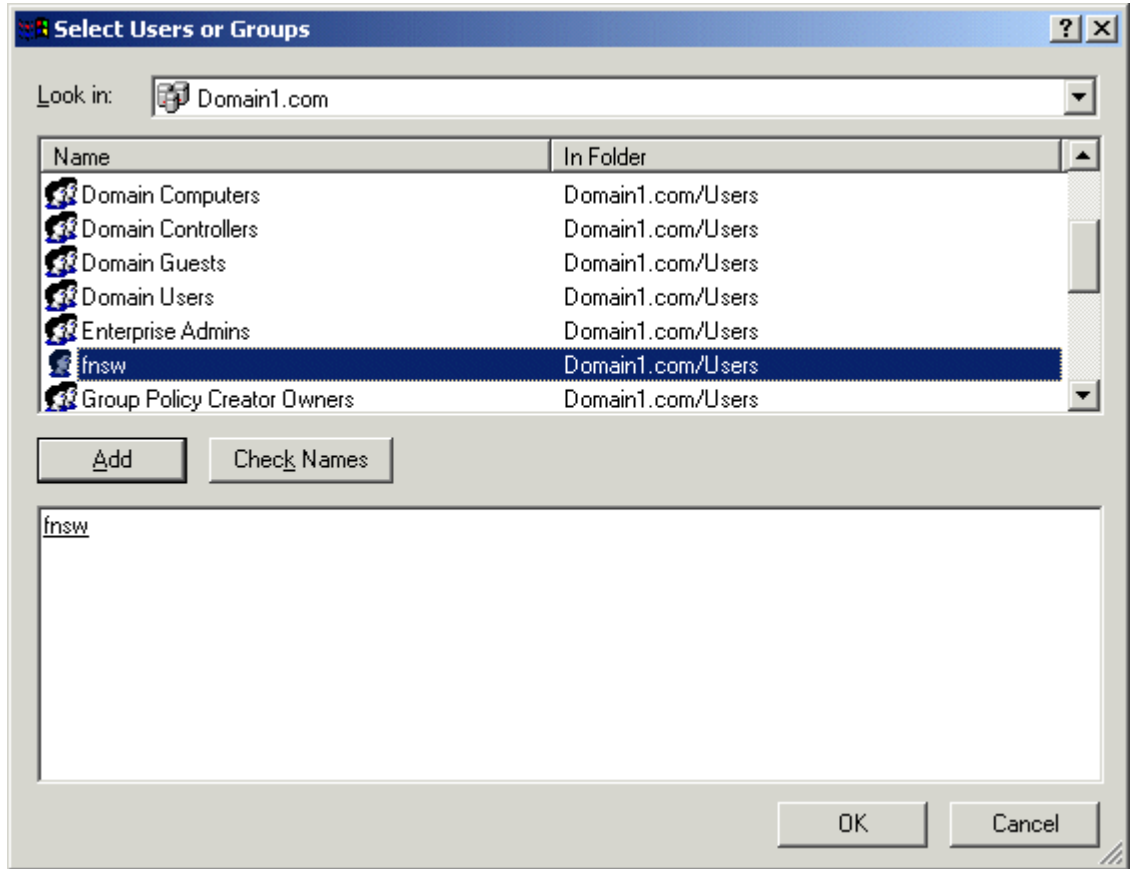 Select Users or Groups
Look in: Domain1.com
Name In Folder
Domain Computers Domain1.com/Users
Domain Controllers Domain1.com/Users
Domain Guests Domain1.com/Users
Domain Users Domain1.com/Users
Enterprise Admins Domain1.com/Users
fnsw Domain1.com/Users
Group Policy Creator Owners Domain1.com/Users
Add Check Names
fnsw
OK Cancel